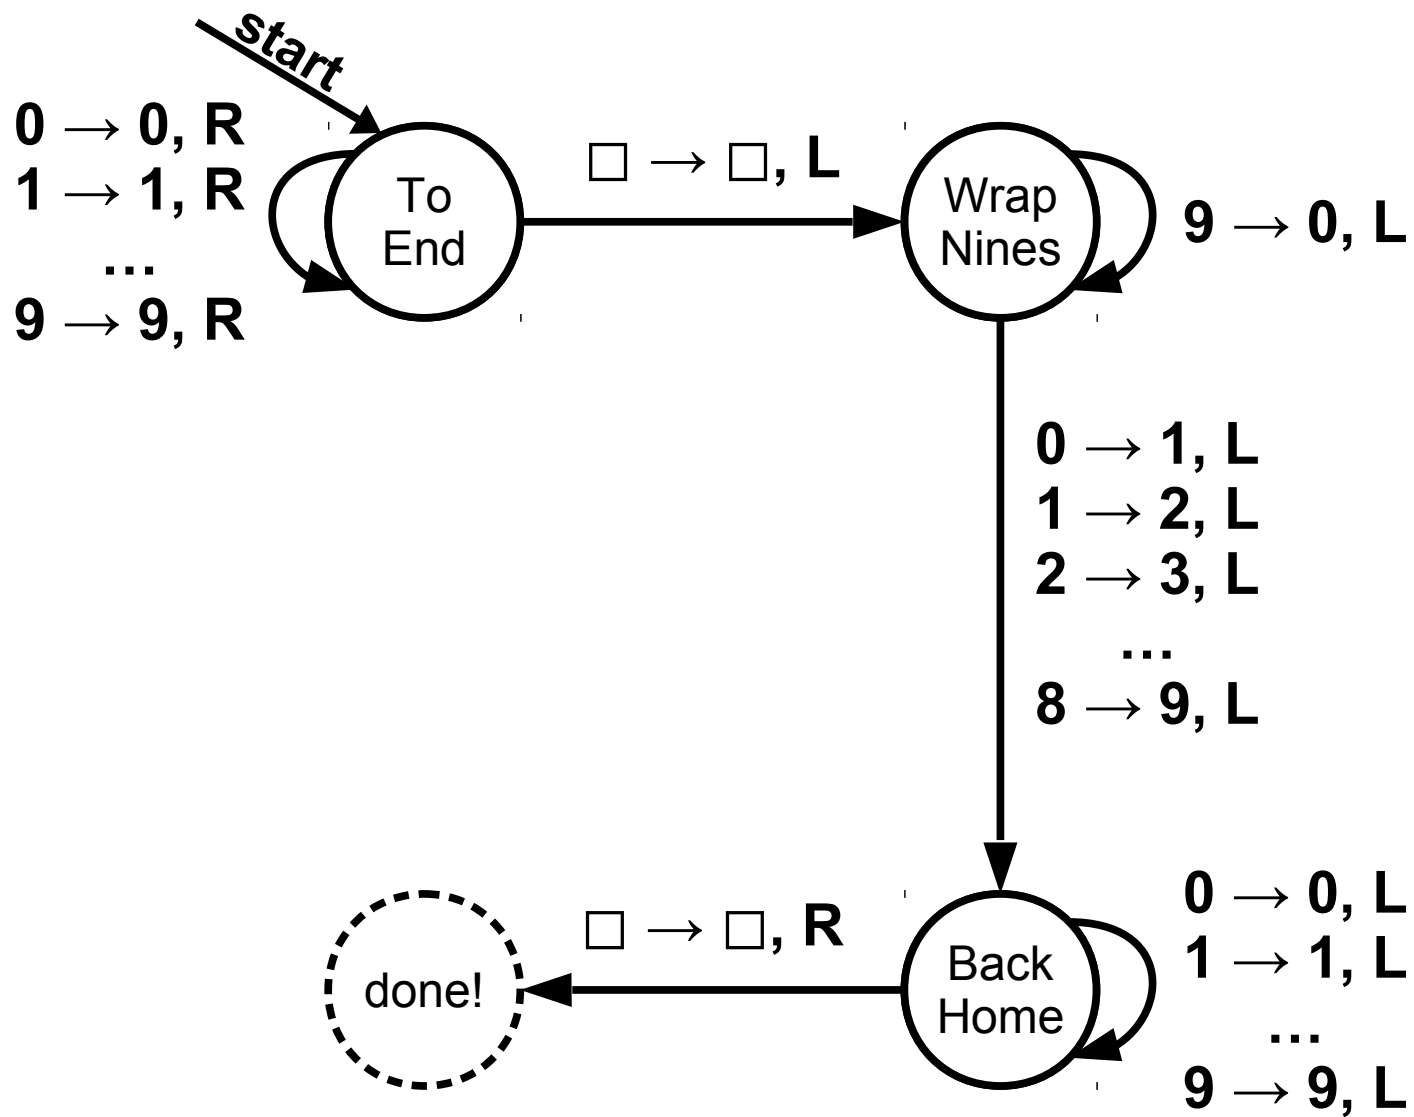 start
0 → 0, R
1 → 1, R
...
9 → 9, R
To
End
□ → □, L
Wrap
Nines
9 → 0, L
0 → 1, L
1 → 2, L
2 → 3, L
...
8 → 9, L
done!
□ → □, R
Back
Home
0 → 0, L
1 → 1, L
...
9 → 9, L